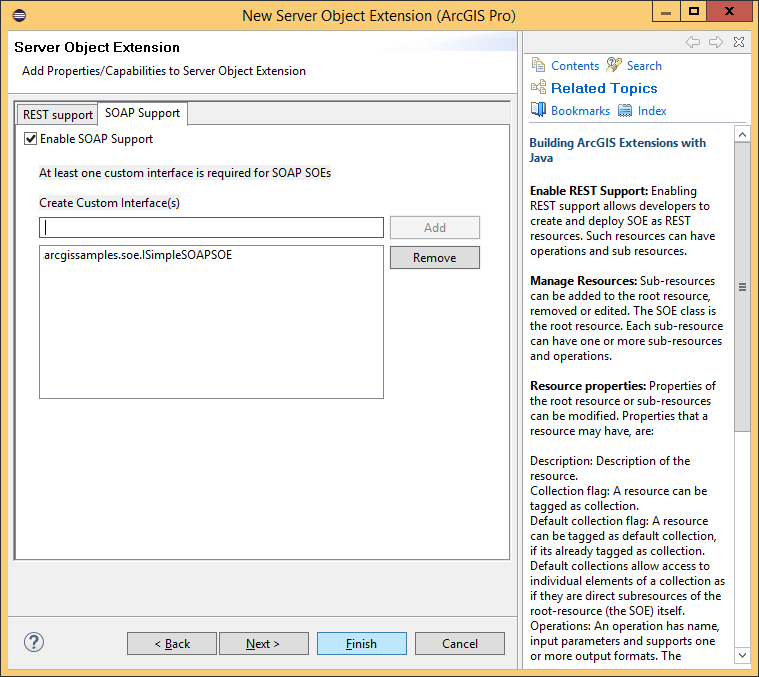 New Server Object Extension (ArcGIS Pro)
Server Object Extension
Add Properties/Capabilities to Server Object Extension
REST support
SOAP Support
Enable SOAP Support
At least one custom interface is required for SOAP SOEs
Create Custom Interface(s)
Add
arcgissamples.soe.ISimpleSOAPSOE
Remove
?
< Back
Next >
Finish
Cancel
Contents
Search
Related Topics
Bookmarks
Index
Building ArcGIS Extensions with
Java
Enable REST Support: Enabling
REST support allows developers to
create and deploy SOE as REST
resources. Such resources can have
operations and sub resources.
Manage Resources: Sub-resources
can be added to the root resource,
removed or edited. The SOE class is
the root resource. Each sub-resource
can have one or more sub-resources
and operations.
Resource properties: Properties of
the root resource or sub-resources
can be modified. Properties that a
resource may have, are:
Description: Description of the
resource.
Collection flag: A resource can be
tagged as collection.
Default collection flag: A resource
can be tagged as default collection,
if its already tagged as collection.
Default collections allow access to
individual elements of a collection as
if they are direct subresources of the
root-resource (the SOE) itself.
Operations: An operation has name,
input parameters and supports one
or more output formats. The